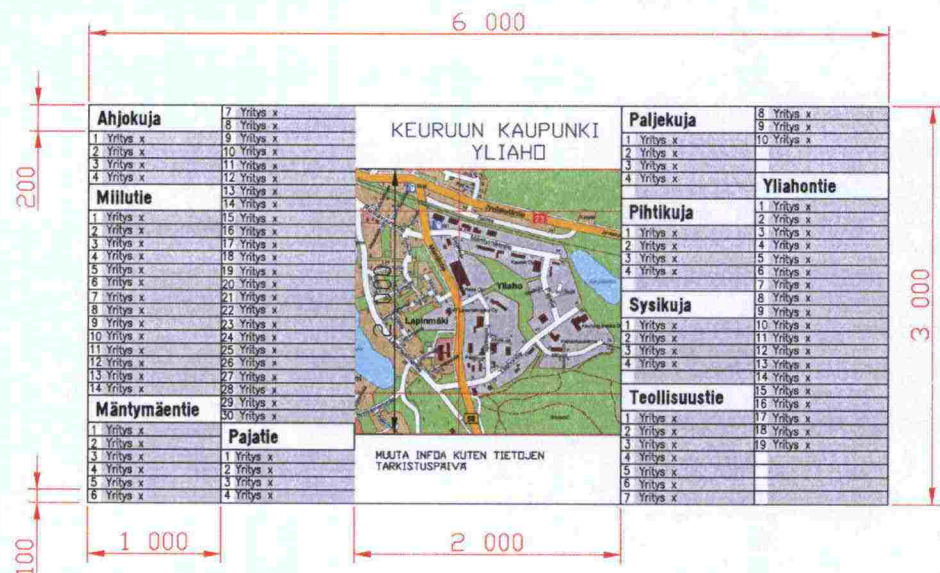 6 000
200
Ahjokuja
1 Yritys x
2 Yritys x
3 Yritys x
4 Yritys x
Miilutie
1 Yritys x
2 Yritys x
3 Yritys x
4 Yritys x
5 Yritys x
6 Yritys x
7 Yritys x
8 Yritys x
9 Yritys x
10 Yritys x
11 Yritys x
12 Yritys x
13 Yritys x
14 Yritys x
Mäntymäentie
1 Yritys x
2 Yritys x
3 Yritys x
4 Yritys x
5 Yritys x
6 Yritys x
7 Yritys x
8 Yritys x
9 Yritys x
10 Yritys x
11 Yritys x
12 Yritys x
13 Yritys x
14 Yritys x
15 Yritys x
16 Yritys x
17 Yritys x
18 Yritys x
19 Yritys x
20 Yritys x
21 Yritys x
22 Yritys x
23 Yritys x
24 Yritys x
25 Yritys x
26 Yritys x
27 Yritys x
28 Yritys x
29 Yritys x
30 Yritys x
Pajatie
1 Yritys x
2 Yritys x
3 Yritys x
4 Yritys x
KEURUUN KAUPUNKI
YLIAHO
23
2 000
Yliaho
Lapinmäki
58
MUUTA INFOA KUTEN TIETOJEN
TARKISTUSPÄIVÄ
Paljekuja
1 Yritys x
2 Yritys x
3 Yritys x
4 Yritys x
Pihtikuja
1 Yritys x
2 Yritys x
3 Yritys x
4 Yritys x
Sysikuja
1 Yritys x
2 Yritys x
3 Yritys x
4 Yritys x
Teollisuustie
1 Yritys x
2 Yritys x
3 Yritys x
4 Yritys x
5 Yritys x
6 Yritys x
7 Yritys x
8 Yritys x
9 Yritys x
10 Yritys x
Yliahontie
1 Yritys x
2 Yritys x
3 Yritys x
4 Yritys x
5 Yritys x
6 Yritys x
7 Yritys x
8 Yritys x
9 Yritys x
10 Yritys x
11 Yritys x
12 Yritys x
13 Yritys x
14 Yritys x
15 Yritys x
16 Yritys x
17 Yritys x
18 Yritys x
19 Yritys x
3 000
100
1 000
2 000